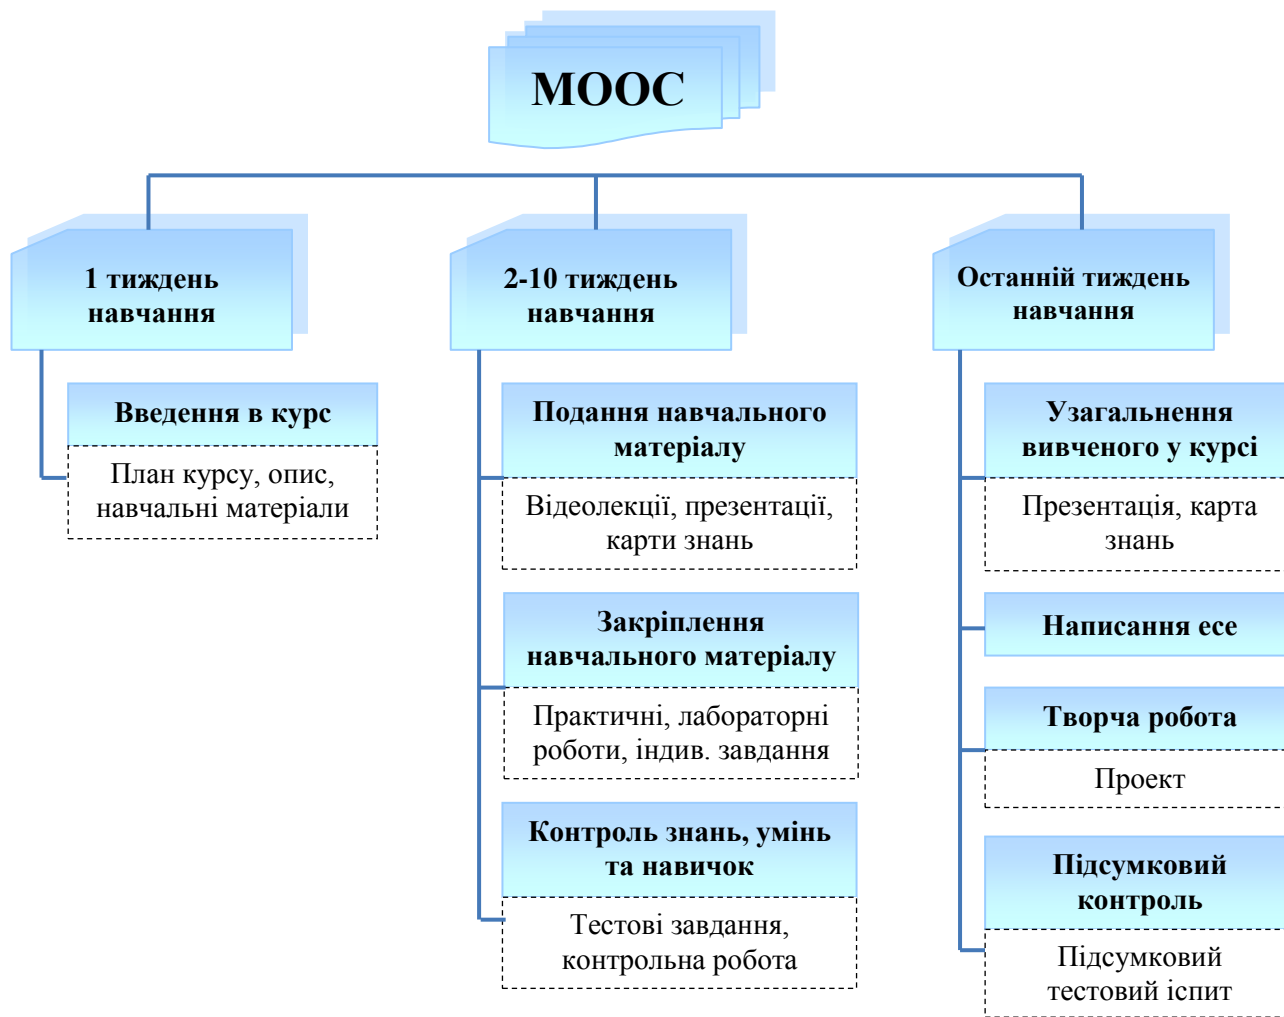 МООС
1 тиждень
навчання
Введення в курс
План курсу, опис,
навчальні матеріали
2-10 тиждень
навчання
Подання навчального
матеріалу
Відеолекції, презентації,
карти знань
Закріплення
навчального матеріалу
Практичні, лабораторні
роботи, індив. завдання
Контроль знань, умінь
та навичок
Тестові завдання,
контрольна робота
Останній тиждень
навчання
Узагальнення
вивченого у курсі
Презентація, карта
знань
Написання есе
Творча робота
Проект
Підсумковий
контроль
Підсумковий
тестовий іспит